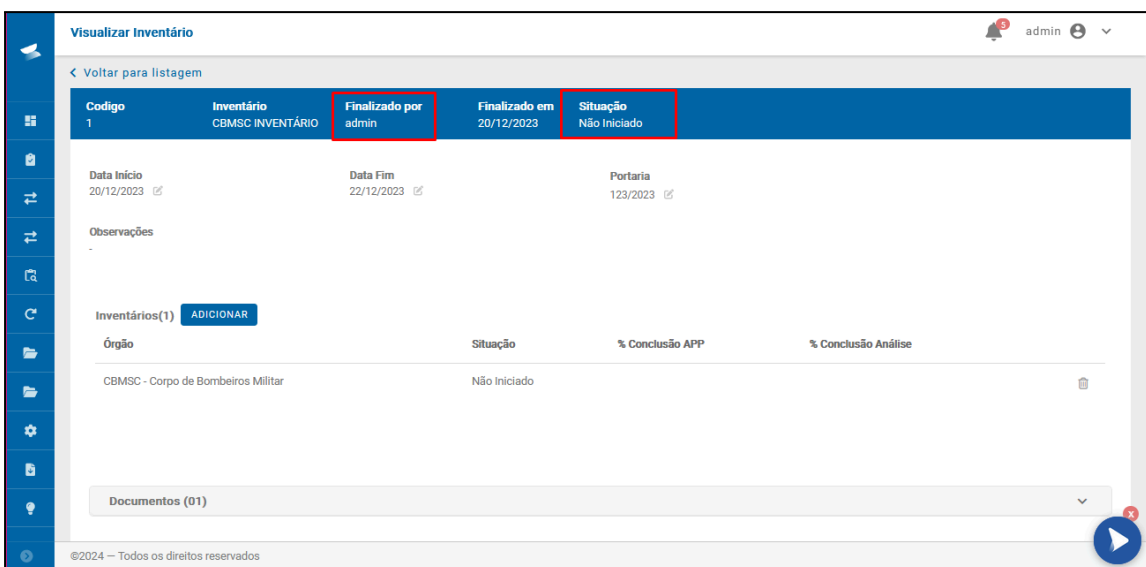 Visualizar Inventário
5
admin
Voltar para listagem
Codigo Inventário Finalizado por Finalizado em Situação
1 CBMSC INVENTÁRIO admin 20/12/2023 Não Iniciado
Data Início Data Fim Portaria
20/12/2023 22/12/2023 123/2023
Observações
-
Inventários(1) ADICIONAR
Órgão Situação % Conclusão APP % Conclusão Análise
CBMSC - Corpo de Bombeiros Militar Não Iniciado
Documentos (01)
x
©2024 — Todos os direitos reservados